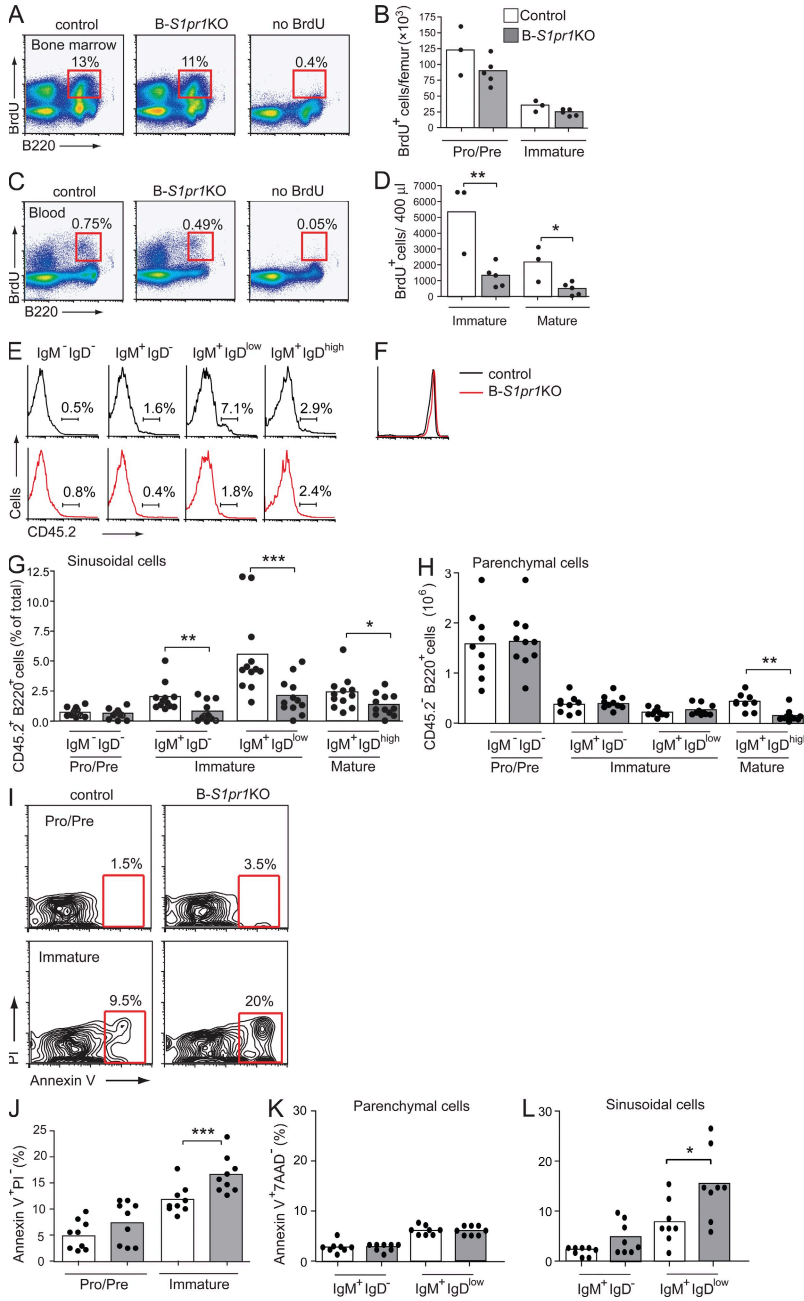 A
control
B-S1pr1KO
no BrdU
Bone marrow
13%
11%
0.4%
BrdU
B220
B
Control
B-S1pr1KO
BrdU+ cells/femur(×10³)
175
150
125
100
75
50
25
0
Pro/Pre
Immature
C
control
B-S1pr1KO
no BrdU
Blood
0.75%
0.49%
0.05%
BrdU
B220
D
BrdU+ cells/ 400 µl
7000
6000
5000
4000
3000
2000
1000
0
**
*
Immature
Mature
E
IgM⁻IgD⁻
IgM⁺IgD⁻
IgM⁺IgD^low
IgM⁺IgD^high
0.5%
1.6%
7.1%
2.9%
0.8%
0.4%
1.8%
2.4%
Cells
CD45.2
F
control
B-S1pr1KO
G
Sinusoidal cells
CD45.2⁺ B220⁺ cells (% of total)
12.5
10.0
7.5
5.0
2.5
0.0
**
***
*
IgM⁻IgD⁻
IgM⁺IgD⁻
IgM⁺IgD^low
IgM⁺IgD^high
Pro/Pre
Immature
Mature
H
Parenchymal cells
CD45.2⁻ B220⁺ cells (10⁶)
3
2
1
0
**
IgM⁻IgD⁻
IgM⁺IgD⁻
IgM⁺IgD^low
IgM⁺IgD^high
Pro/Pre
Immature
Mature
I
control
B-S1pr1KO
Pro/Pre
1.5%
3.5%
Immature
9.5%
20%
PI
Annexin V
J
Annexin V⁺PI⁻ (%)
25
20
15
10
5
0
***
Pro/Pre
Immature
K
Parenchymal cells
Annexin V⁺7AAD⁻ (%)
30
20
10
0
IgM⁺IgD⁻
IgM⁺IgD^low
L
Sinusoidal cells
30
20
10
0
*
IgM⁺IgD⁻
IgM⁺IgD^low